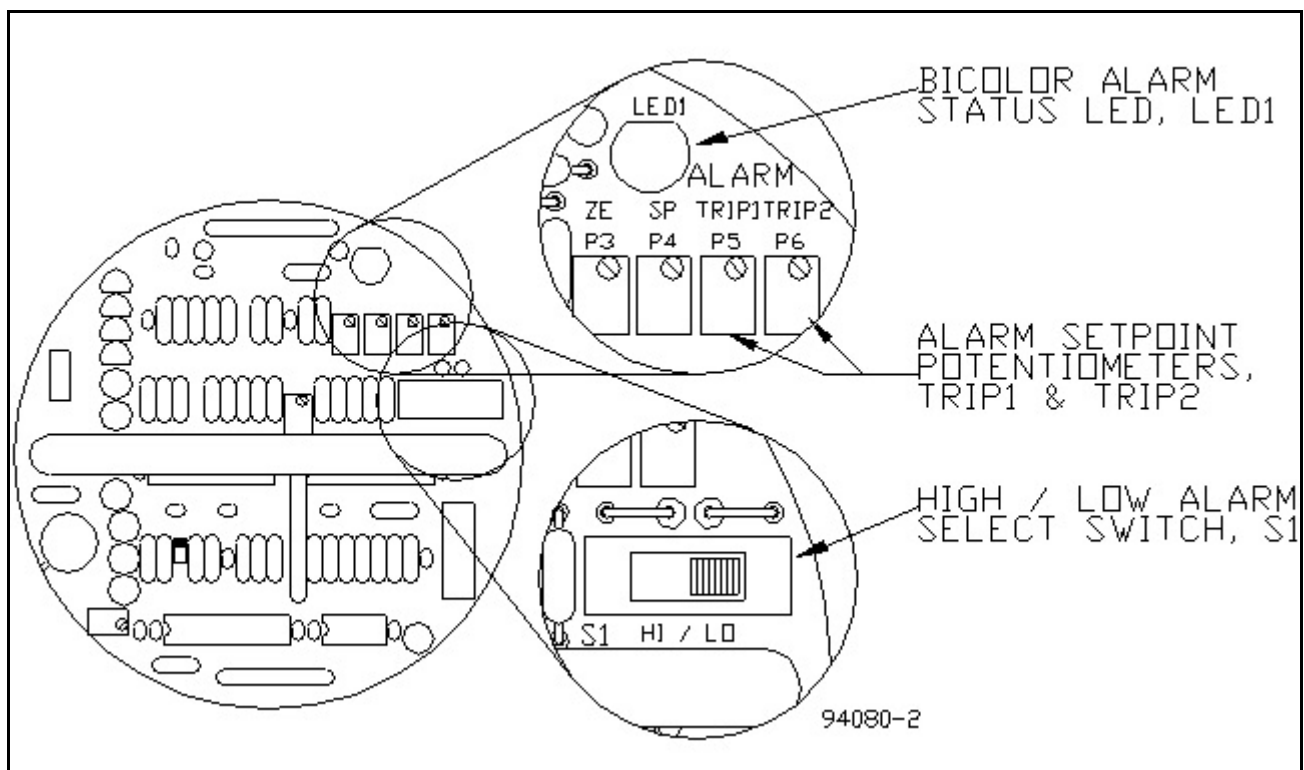 BICOLOR ALARM
STATUS LED, LED1
LED1
ALARM
ZE SP TRIP1 TRIP2
P3 P4 P5 P6
ALARM SETPOINT
POTENTIOMETERS,
TRIP1 & TRIP2
HIGH / LOW ALARM
SELECT SWITCH, S1
S1 HI / LO
94080-2